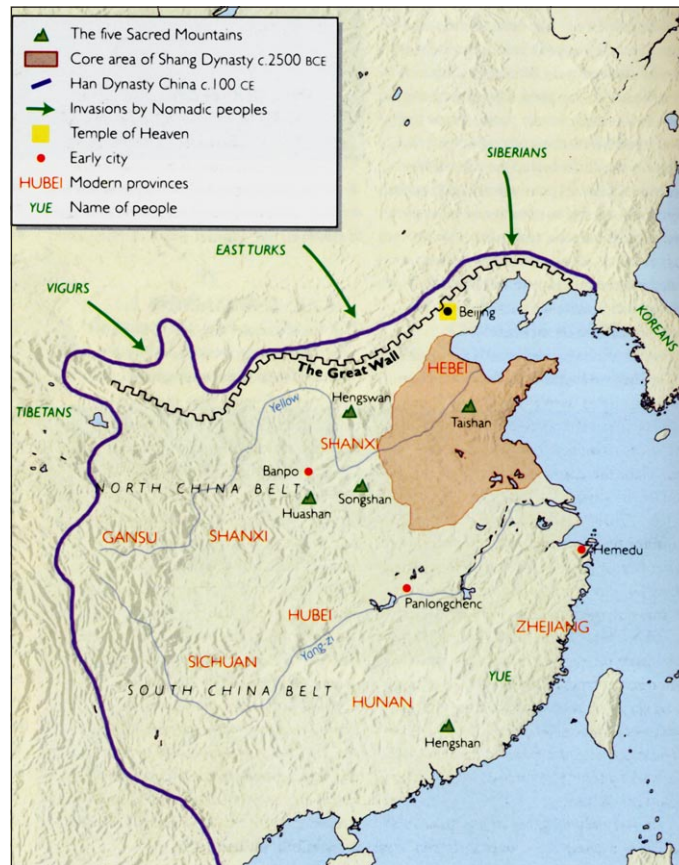 The five Sacred Mountains
Core area of Shang Dynasty c.2500 BCE
Han Dynasty China c.100 CE
Invasions by Nomadic peoples
Temple of Heaven
Early city
HUBEI Modern provinces
YUE Name of people
SIBERIANS
EAST TURKS
VIGURS
KOREANS
Beijing
The Great Wall
HEBEI
TIBETANS
Yellow
Hengswan
Taishan
SHANXI
Banpo
NORTH CHINA BELT
Huashan
Songshan
GANSU
SHANXI
Hemedu
Panlongchenc
HUBEI
ZHEJIANG
Yang-zi
SICHUAN
YUE
SOUTH CHINA BELT
HUNAN
Hengshan